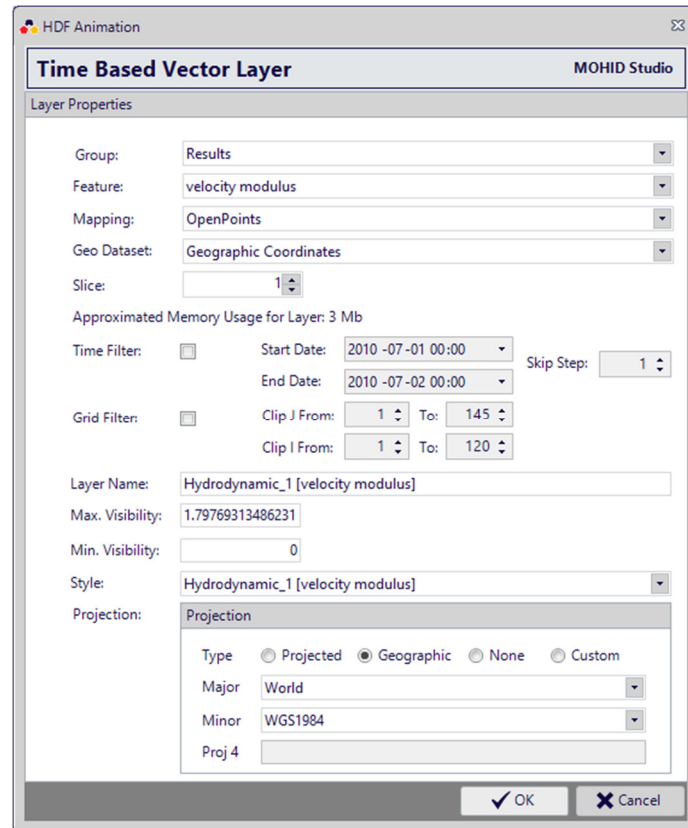 HDF Animation
Time Based Vector Layer MOHID Studio
Layer Properties
Group: Results
Feature: velocity modulus
Mapping: OpenPoints
Geo Dataset: Geographic Coordinates
Slice: 1
Approximated Memory Usage for Layer: 3 Mb
Time Filter: Start Date: 2010 -07-01 00:00 Skip Step: 1
End Date: 2010 -07-02 00:00
Grid Filter: Clip J From: 1 To: 145
Clip I From: 1 To: 120
Layer Name: Hydrodynamic_1 [velocity modulus]
Max. Visibility: 1.79769313486231
Min. Visibility: 0
Style: Hydrodynamic_1 [velocity modulus]
Projection: Projection
Type Projected Geographic None Custom
Major World
Minor WGS1984
Proj 4
OK Cancel